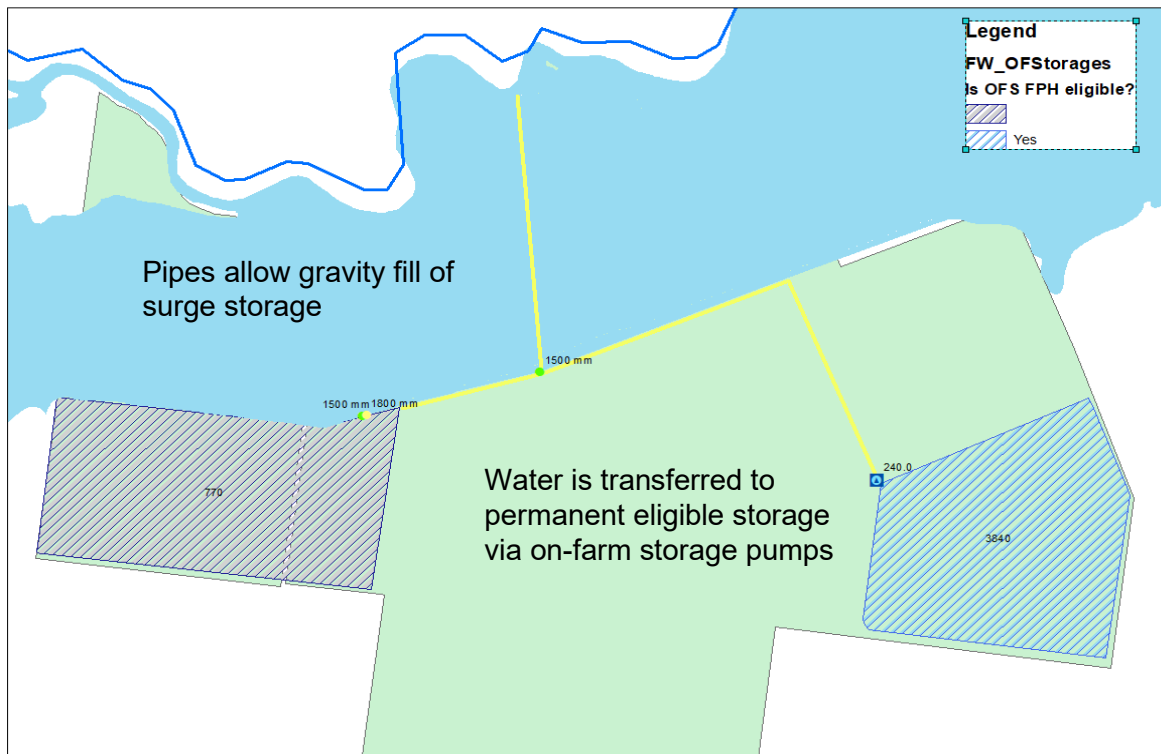 Legend
FW_OFStorages
Is OFS FPH eligible?
Yes
Pipes allow gravity fill of
surge storage
1500 mm
1500 mm 1800 mm
240.0
770
Water is transferred to
permanent eligible storage
via on-farm storage pumps
3840